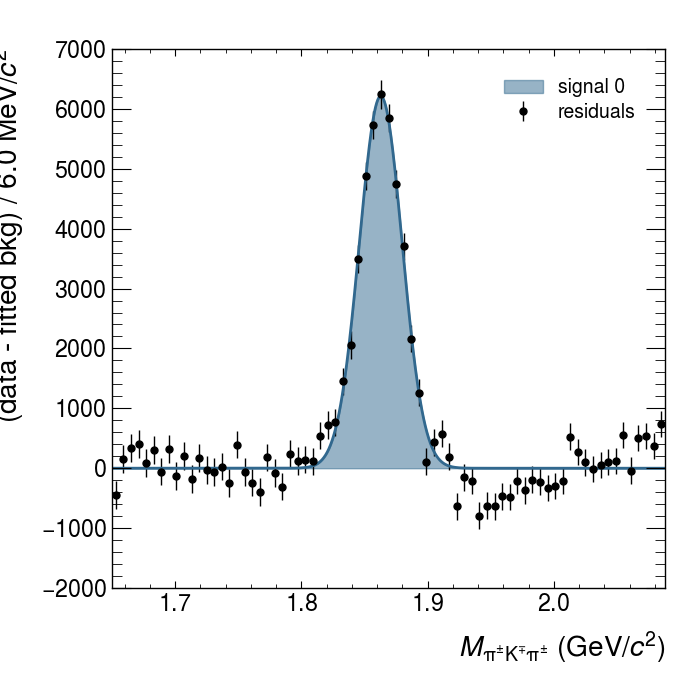 (data - fitted bkg) / 6.0 MeV/c²
7000
6000
5000
4000
3000
2000
1000
0
−1000
−2000
signal 0
residuals
1.7 1.8 1.9 2.0
M_{π^±K^∓π^±} (GeV/c²)